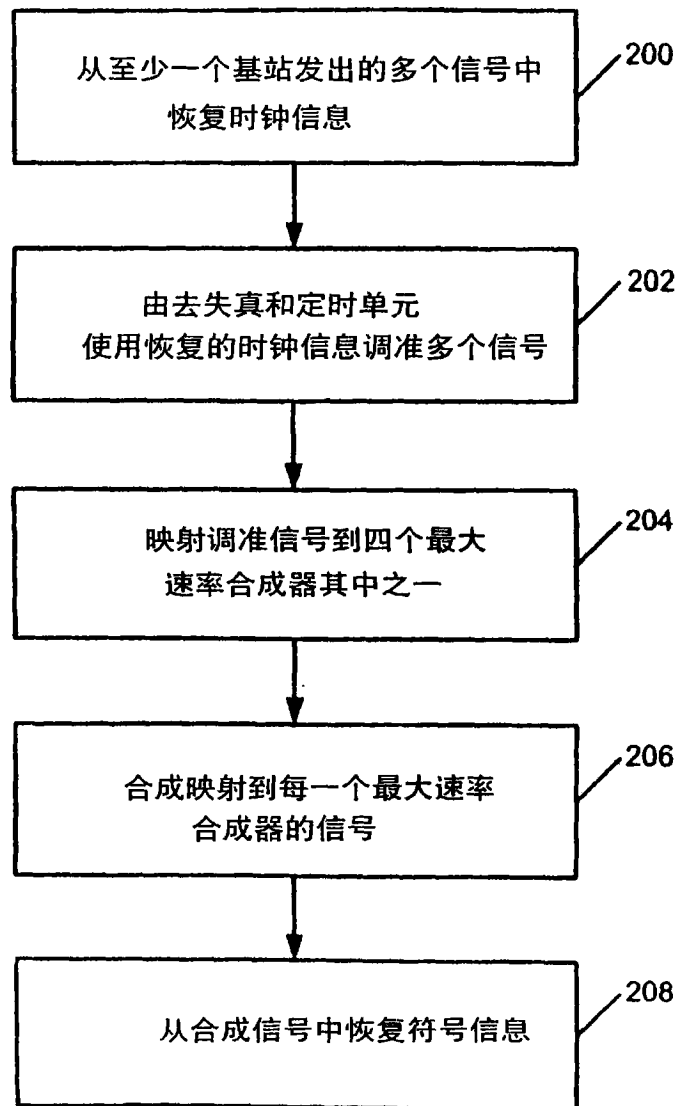 从至少一个基站发出的多个信号中
恢复时钟信息
200
由去失真和定时单元
使用恢复的时钟信息调准多个信号
202
映射调准信号到四个最大
速率合成器其中之一
204
合成映射到每一个最大速率
合成器的信号
206
从合成信号中恢复符号信息
208